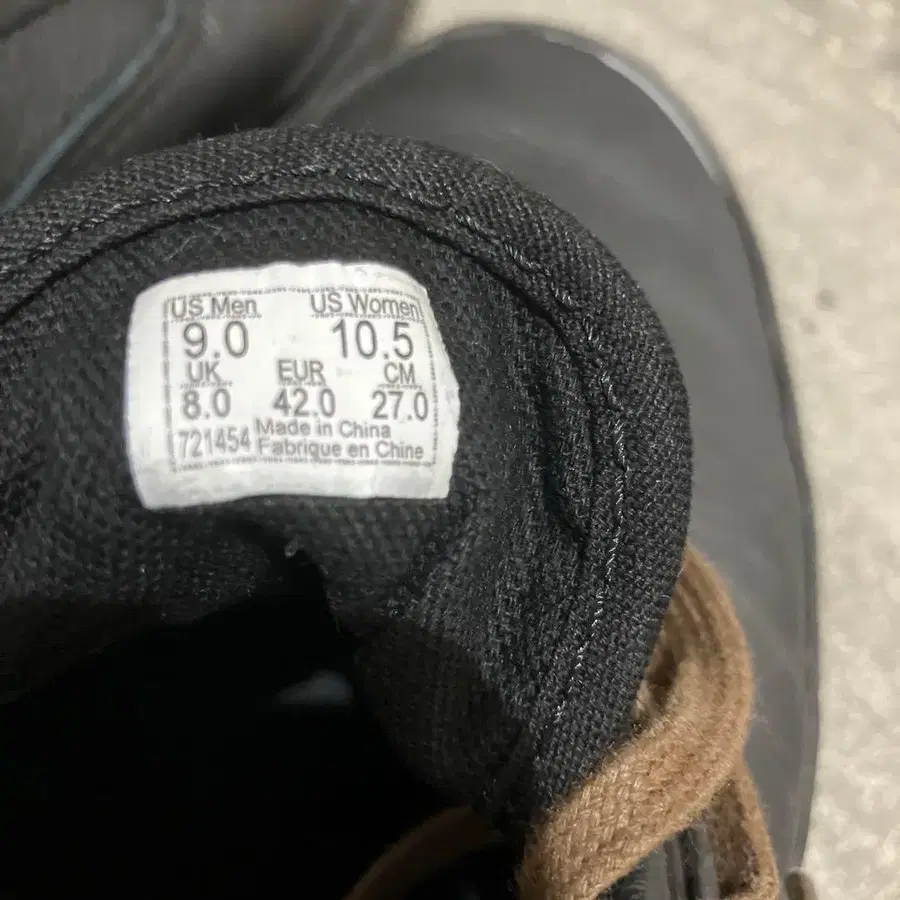 US Men US Women
9.0 10.5
UK EUR CM
8.0 42.0 27.0
721454 Made in China
Fabrique en Chine